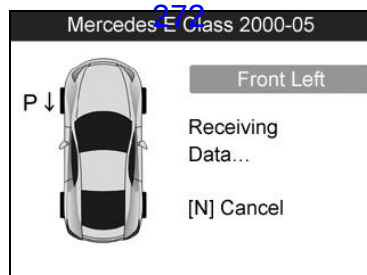 Mercedes E Class 2000-05
272
Front Left
P ↓
Receiving
Data...
[N] Cancel